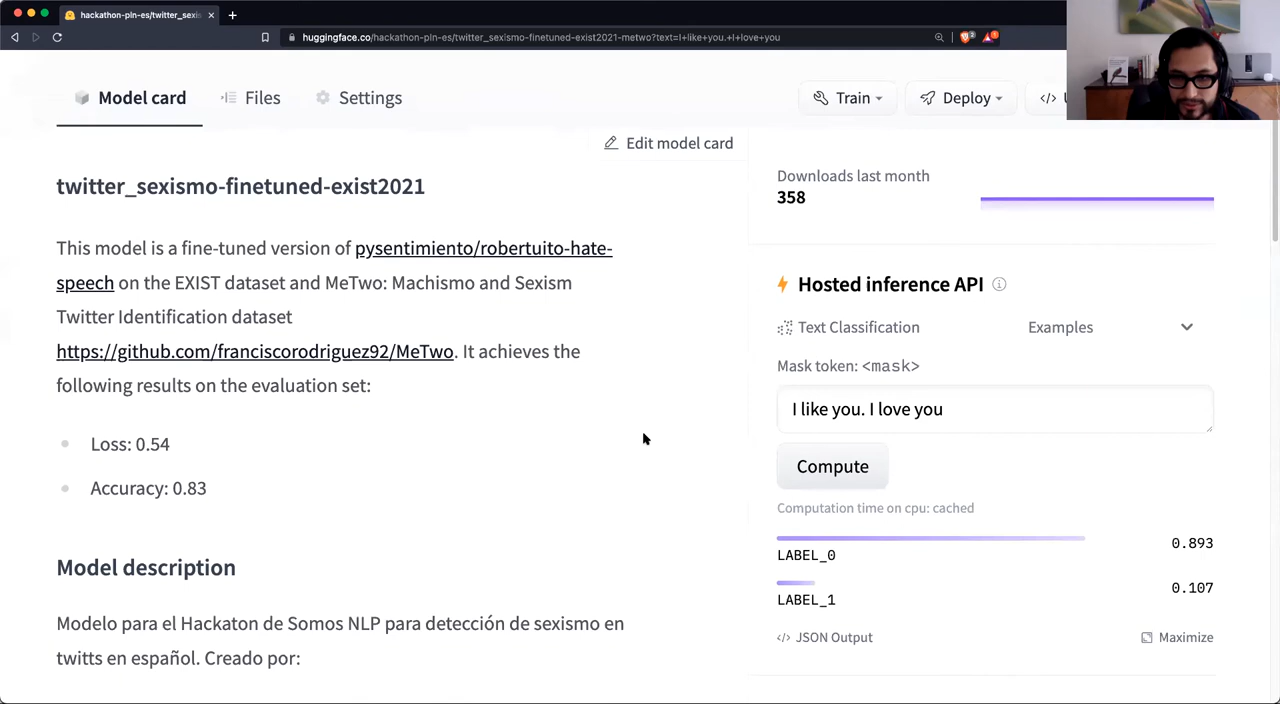 hackathon-pln-es/twitter_sexis
huggingface.co/hackathon-pln-es/twitter_sexismo-finetuned-exist2021-metwo?text=I+like+you.+I+love+you
Model card
Files
Settings
Train
Deploy
</> U
Edit model card
twitter_sexismo-finetuned-exist2021
This model is a fine-tuned version of pysentimiento/robertuito-hate-
speech on the EXIST dataset and MeTwo: Machismo and Sexism
Twitter Identification dataset
https://github.com/franciscorodriguez92/MeTwo. It achieves the
following results on the evaluation set:
Loss: 0.54
Accuracy: 0.83
Model description
Modelo para el Hackaton de Somos NLP para detección de sexismo en
twitts en español. Creado por:
Downloads last month
358
Hosted inference API
Text Classification
Examples
Mask token: <mask>
I like you. I love you
Compute
Computation time on cpu: cached
LABEL_0 0.893
LABEL_1 0.107
</> JSON Output
Maximize